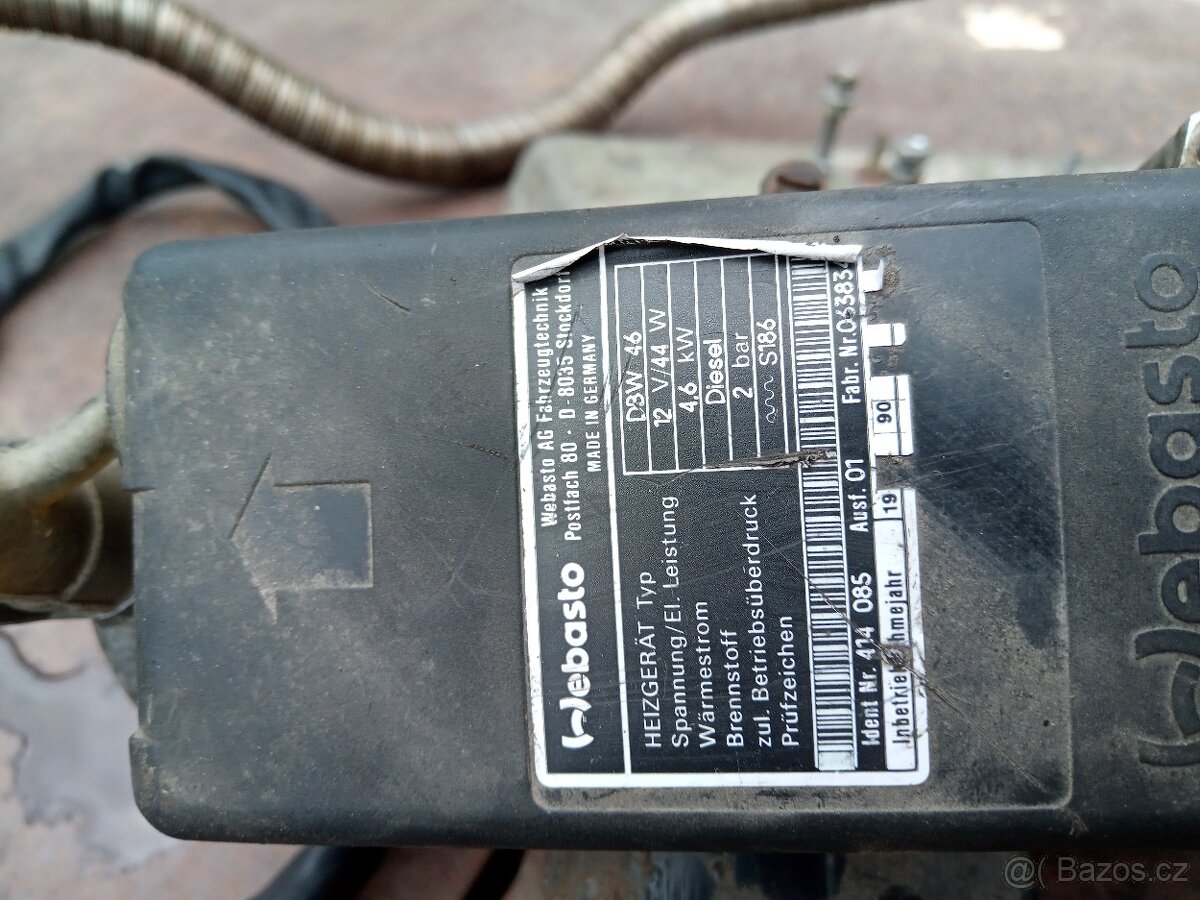 Webasto
Webasto AG Fahrzeugtechnik
Postfach 80 · D-8035 Stockdorf
MADE IN GERMANY
HEIZGERÄT Typ DBW 46
Spannung/El. Leistung 12 V/44 W
Wärmestrom 4,6 kW
Brennstoff Diesel
zul. Betriebsüberdruck 2 bar
Prüfzeichen S186
Ident Nr. 414 085 Ausf. 01 Fabr. Nr. 06383
19 90
Webasto
@( Bazos.cz